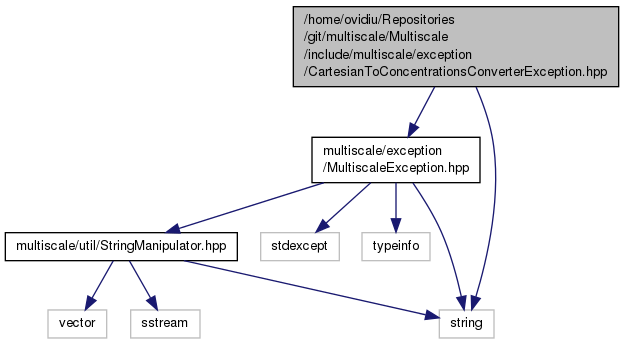 /home/ovidiu/Repositories
/git/multiscale/Multiscale
/include/multiscale/exception
/CartesianToConcentrationsConverterException.hpp
multiscale/exception
/MultiscaleException.hpp
multiscale/util/StringManipulator.hpp
stdexcept
typeinfo
vector
sstream
string